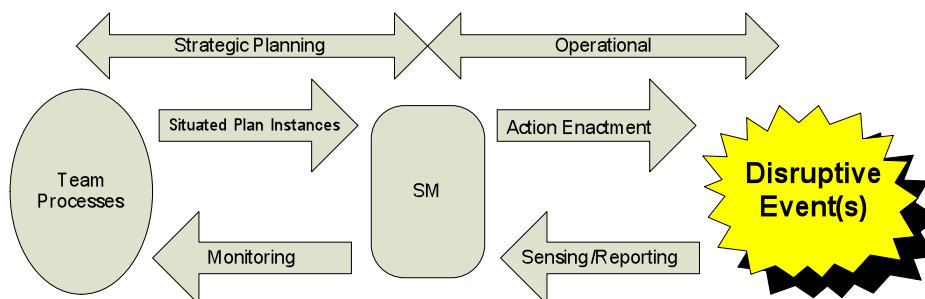 Strategic Planning
Operational
Situated Plan Instances
Action Enactment
Team
Processes
SM
Disruptive
Event(s)
Monitoring
Sensing/Reporting